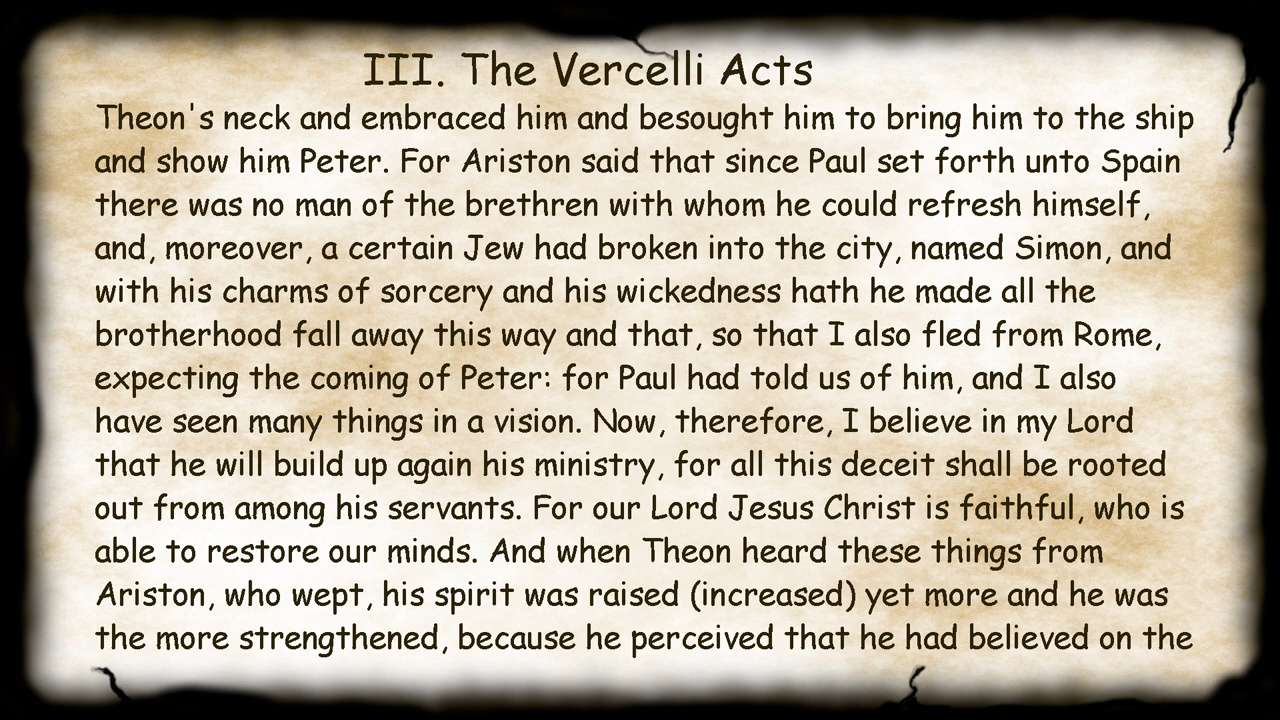 III. The Vercelli Acts
Theon's neck and embraced him and besought him to bring him to the ship
and show him Peter. For Ariston said that since Paul set forth unto Spain
there was no man of the brethren with whom he could refresh himself,
and, moreover, a certain Jew had broken into the city, named Simon, and
with his charms of sorcery and his wickedness hath he made all the
brotherhood fall away this way and that, so that I also fled from Rome,
expecting the coming of Peter: for Paul had told us of him, and I also
have seen many things in a vision. Now, therefore, I believe in my Lord
that he will build up again his ministry, for all this deceit shall be rooted
out from among his servants. For our Lord Jesus Christ is faithful, who is
able to restore our minds. And when Theon heard these things from
Ariston, who wept, his spirit was raised (increased) yet more and he was
the more strengthened, because he perceived that he had believed on the